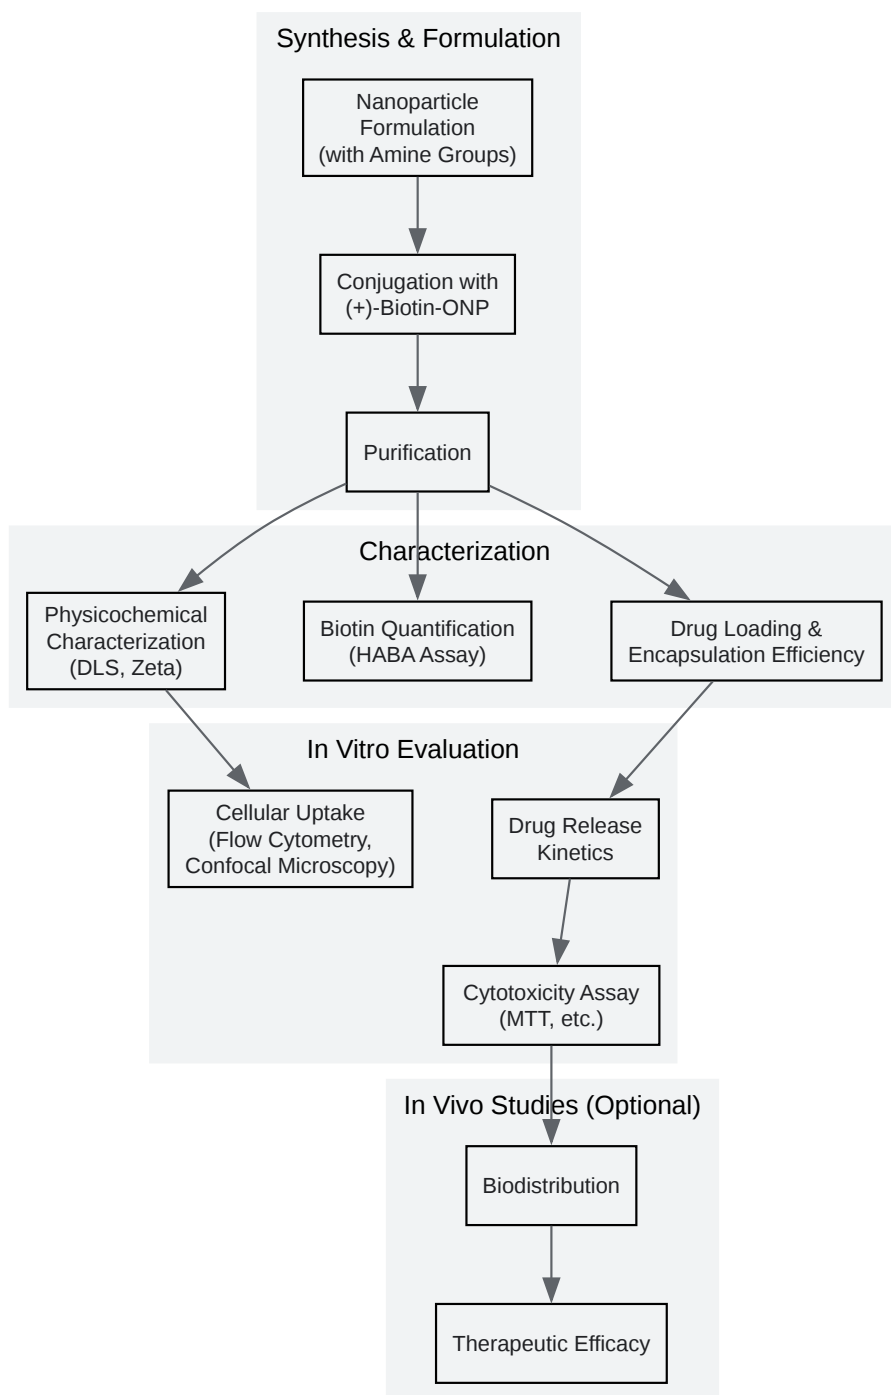 Synthesis & Formulation
Nanoparticle
Formulation
(with Amine Groups)
Conjugation with
(+)-Biotin-ONP
Purification
Characterization
Physicochemical
Characterization
(DLS, Zeta)
Biotin Quantification
(HABA Assay)
Drug Loading &
Encapsulation Efficiency
In Vitro Evaluation
Cellular Uptake
(Flow Cytometry,
Confocal Microscopy)
Drug Release
Kinetics
Cytotoxicity Assay
(MTT, etc.)
In Vivo Studies (Optional)
Biodistribution
Therapeutic Efficacy